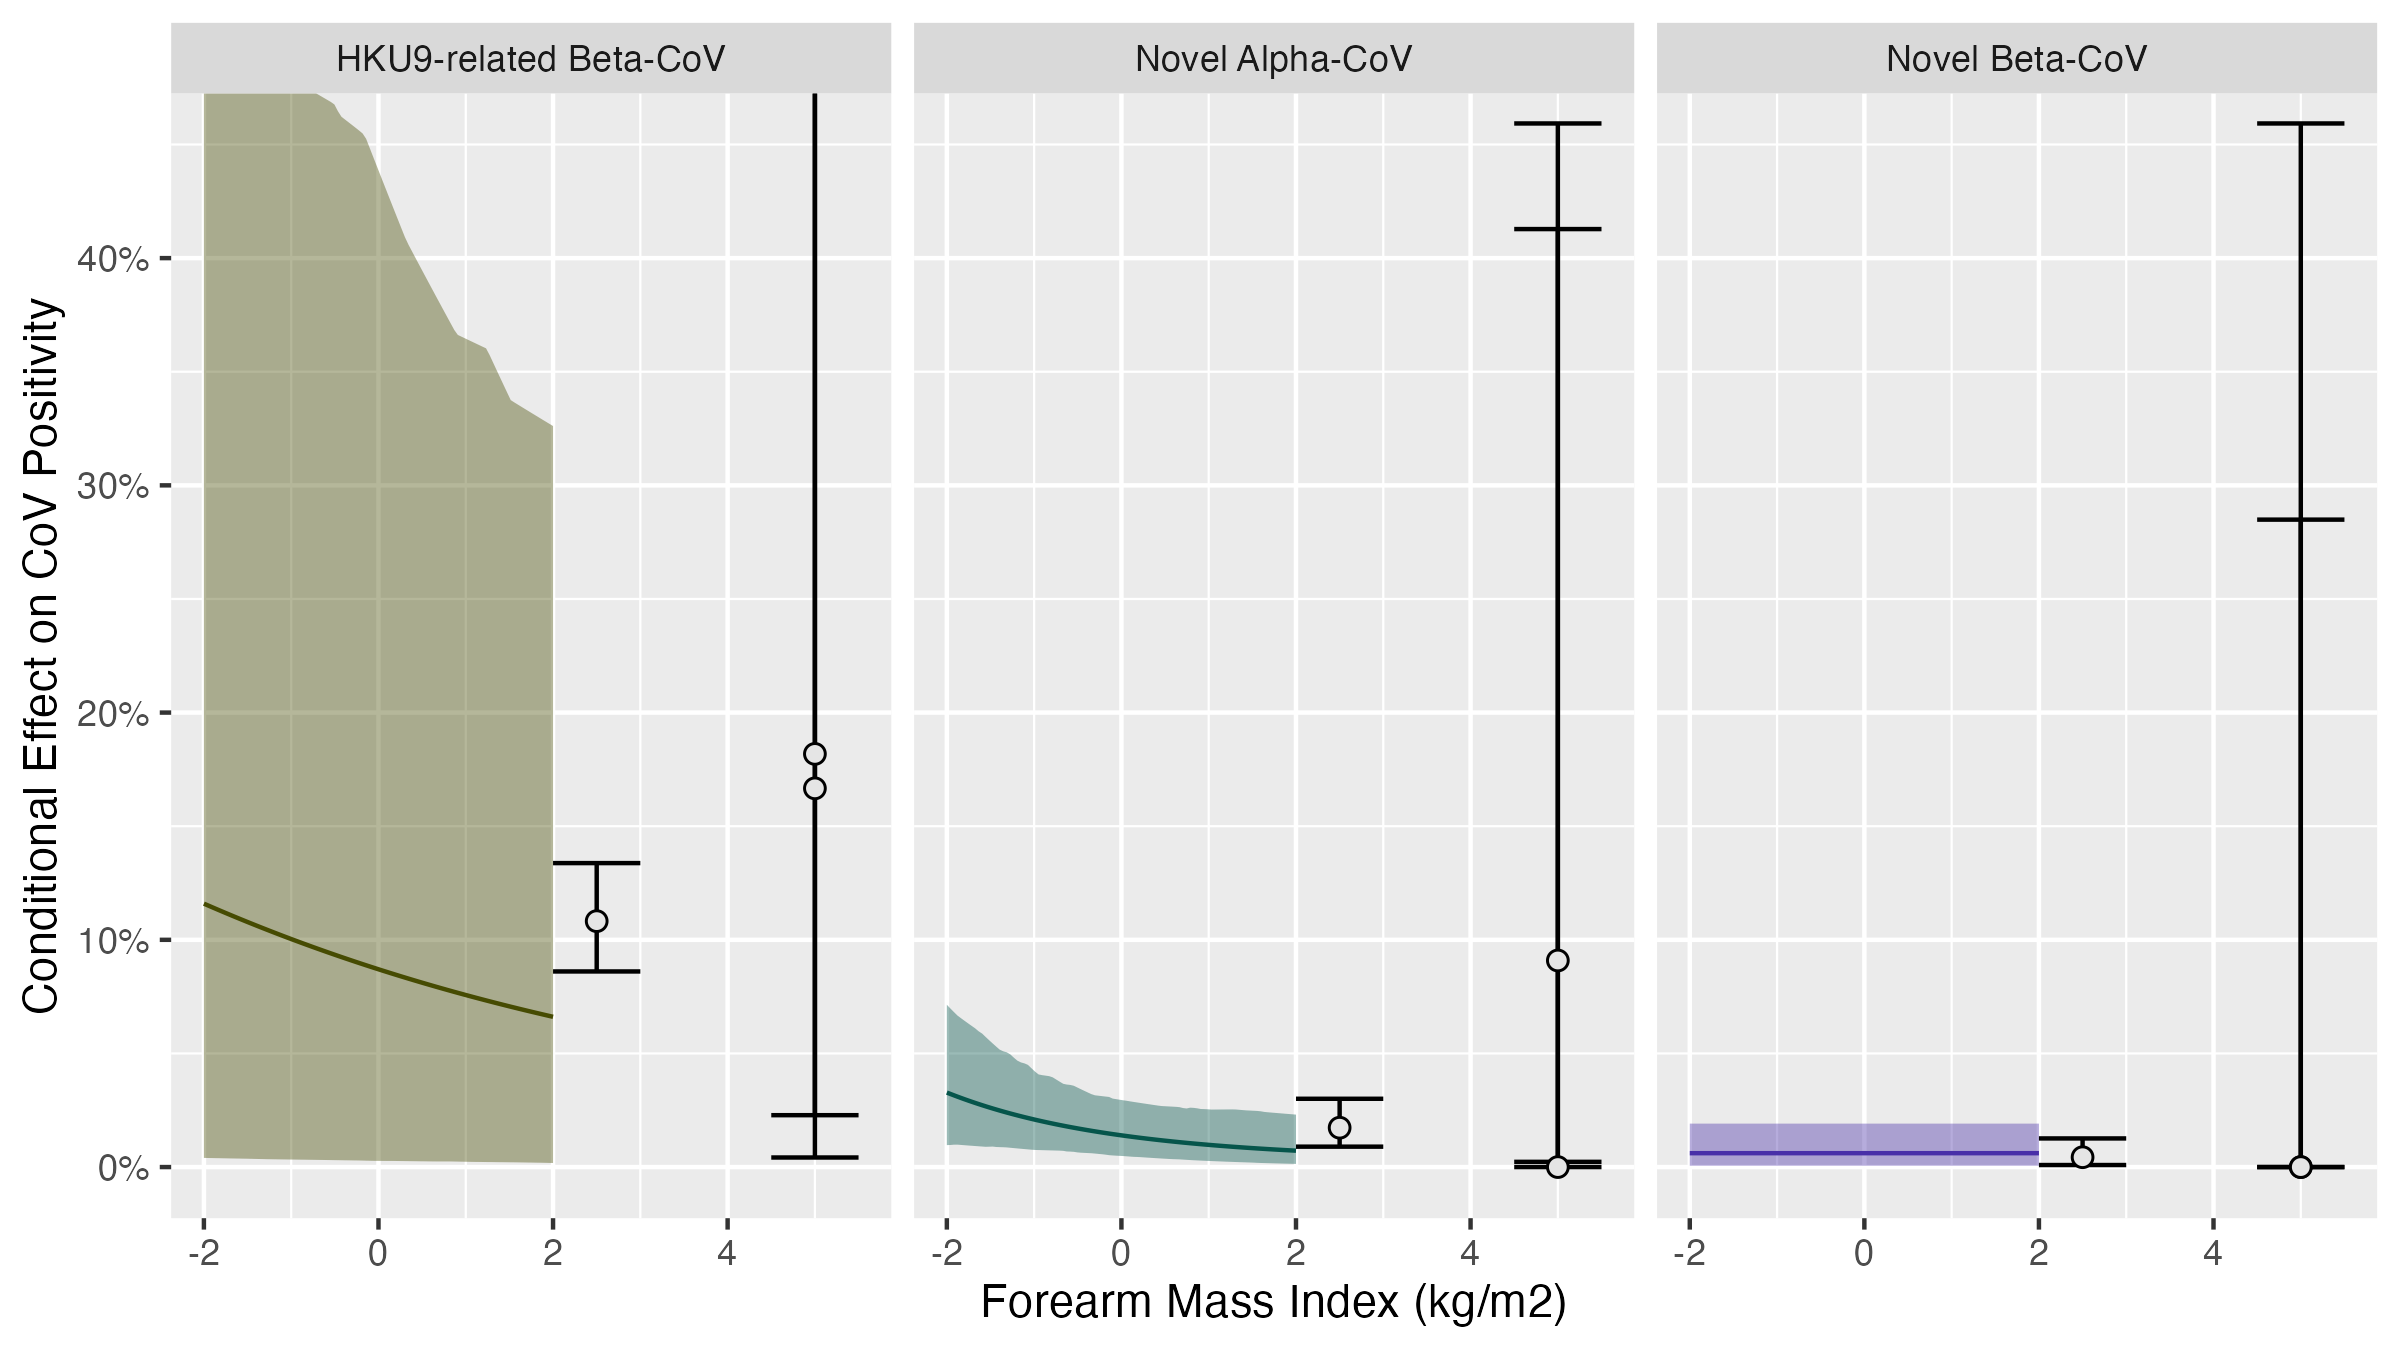 HKU9-related Beta-CoV
Novel Alpha-CoV
Novel Beta-CoV
Conditional Effect on CoV Positivity
40%
30%
20%
10%
0%
-2 0 2 4
-2 0 2 4
-2 0 2 4
Forearm Mass Index (kg/m2)